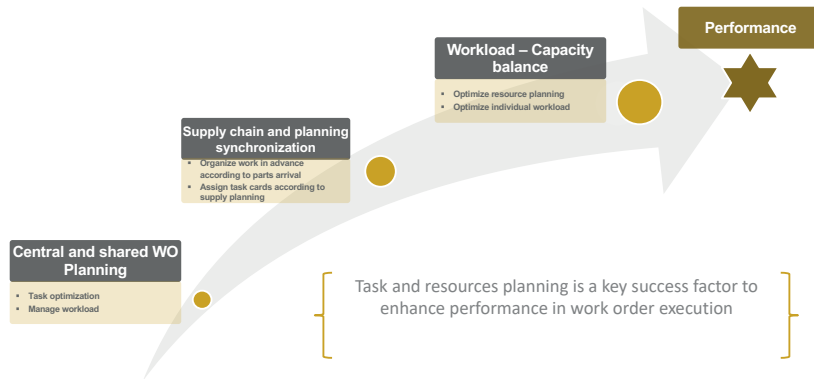 Performance
Workload – Capacity
balance
▪ Optimize resource planning
▪ Optimize individual workload
Supply chain and planning
synchronization
▪ Organize work in advance
according to parts arrival
▪ Assign task cards according to
supply planning
Central and shared WO
Planning
▪ Task optimization
▪ Manage workload
Task and resources planning is a key success factor to
enhance performance in work order execution